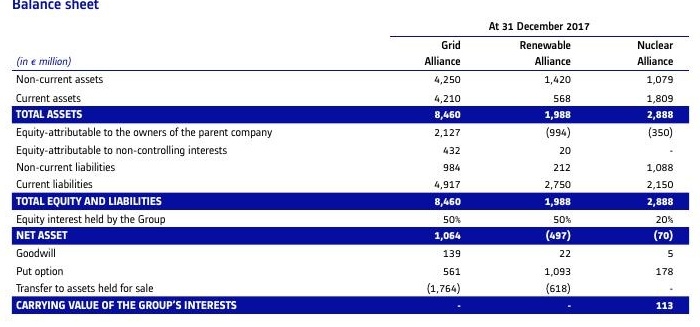 Balance sheet
At 31 December 2017
(in € million) Grid Alliance Renewable Alliance Nuclear Alliance
Non-current assets 4,250 1,420 1,079
Current assets 4,210 568 1,809
TOTAL ASSETS 8,460 1,988 2,888
Equity-attributable to the owners of the parent company 2,127 (994) (350)
Equity-attributable to non-controlling interests 432 20 -
Non-current liabilities 984 212 1,088
Current liabilities 4,917 2,750 2,150
TOTAL EQUITY AND LIABILITIES 8,460 1,988 2,888
Equity interest held by the Group 50% 50% 20%
NET ASSET 1,064 (497) (70)
Goodwill 139 22 5
Put option 561 1,093 178
Transfer to assets held for sale (1,764) (618) -
CARRYING VALUE OF THE GROUP'S INTERESTS - - 113